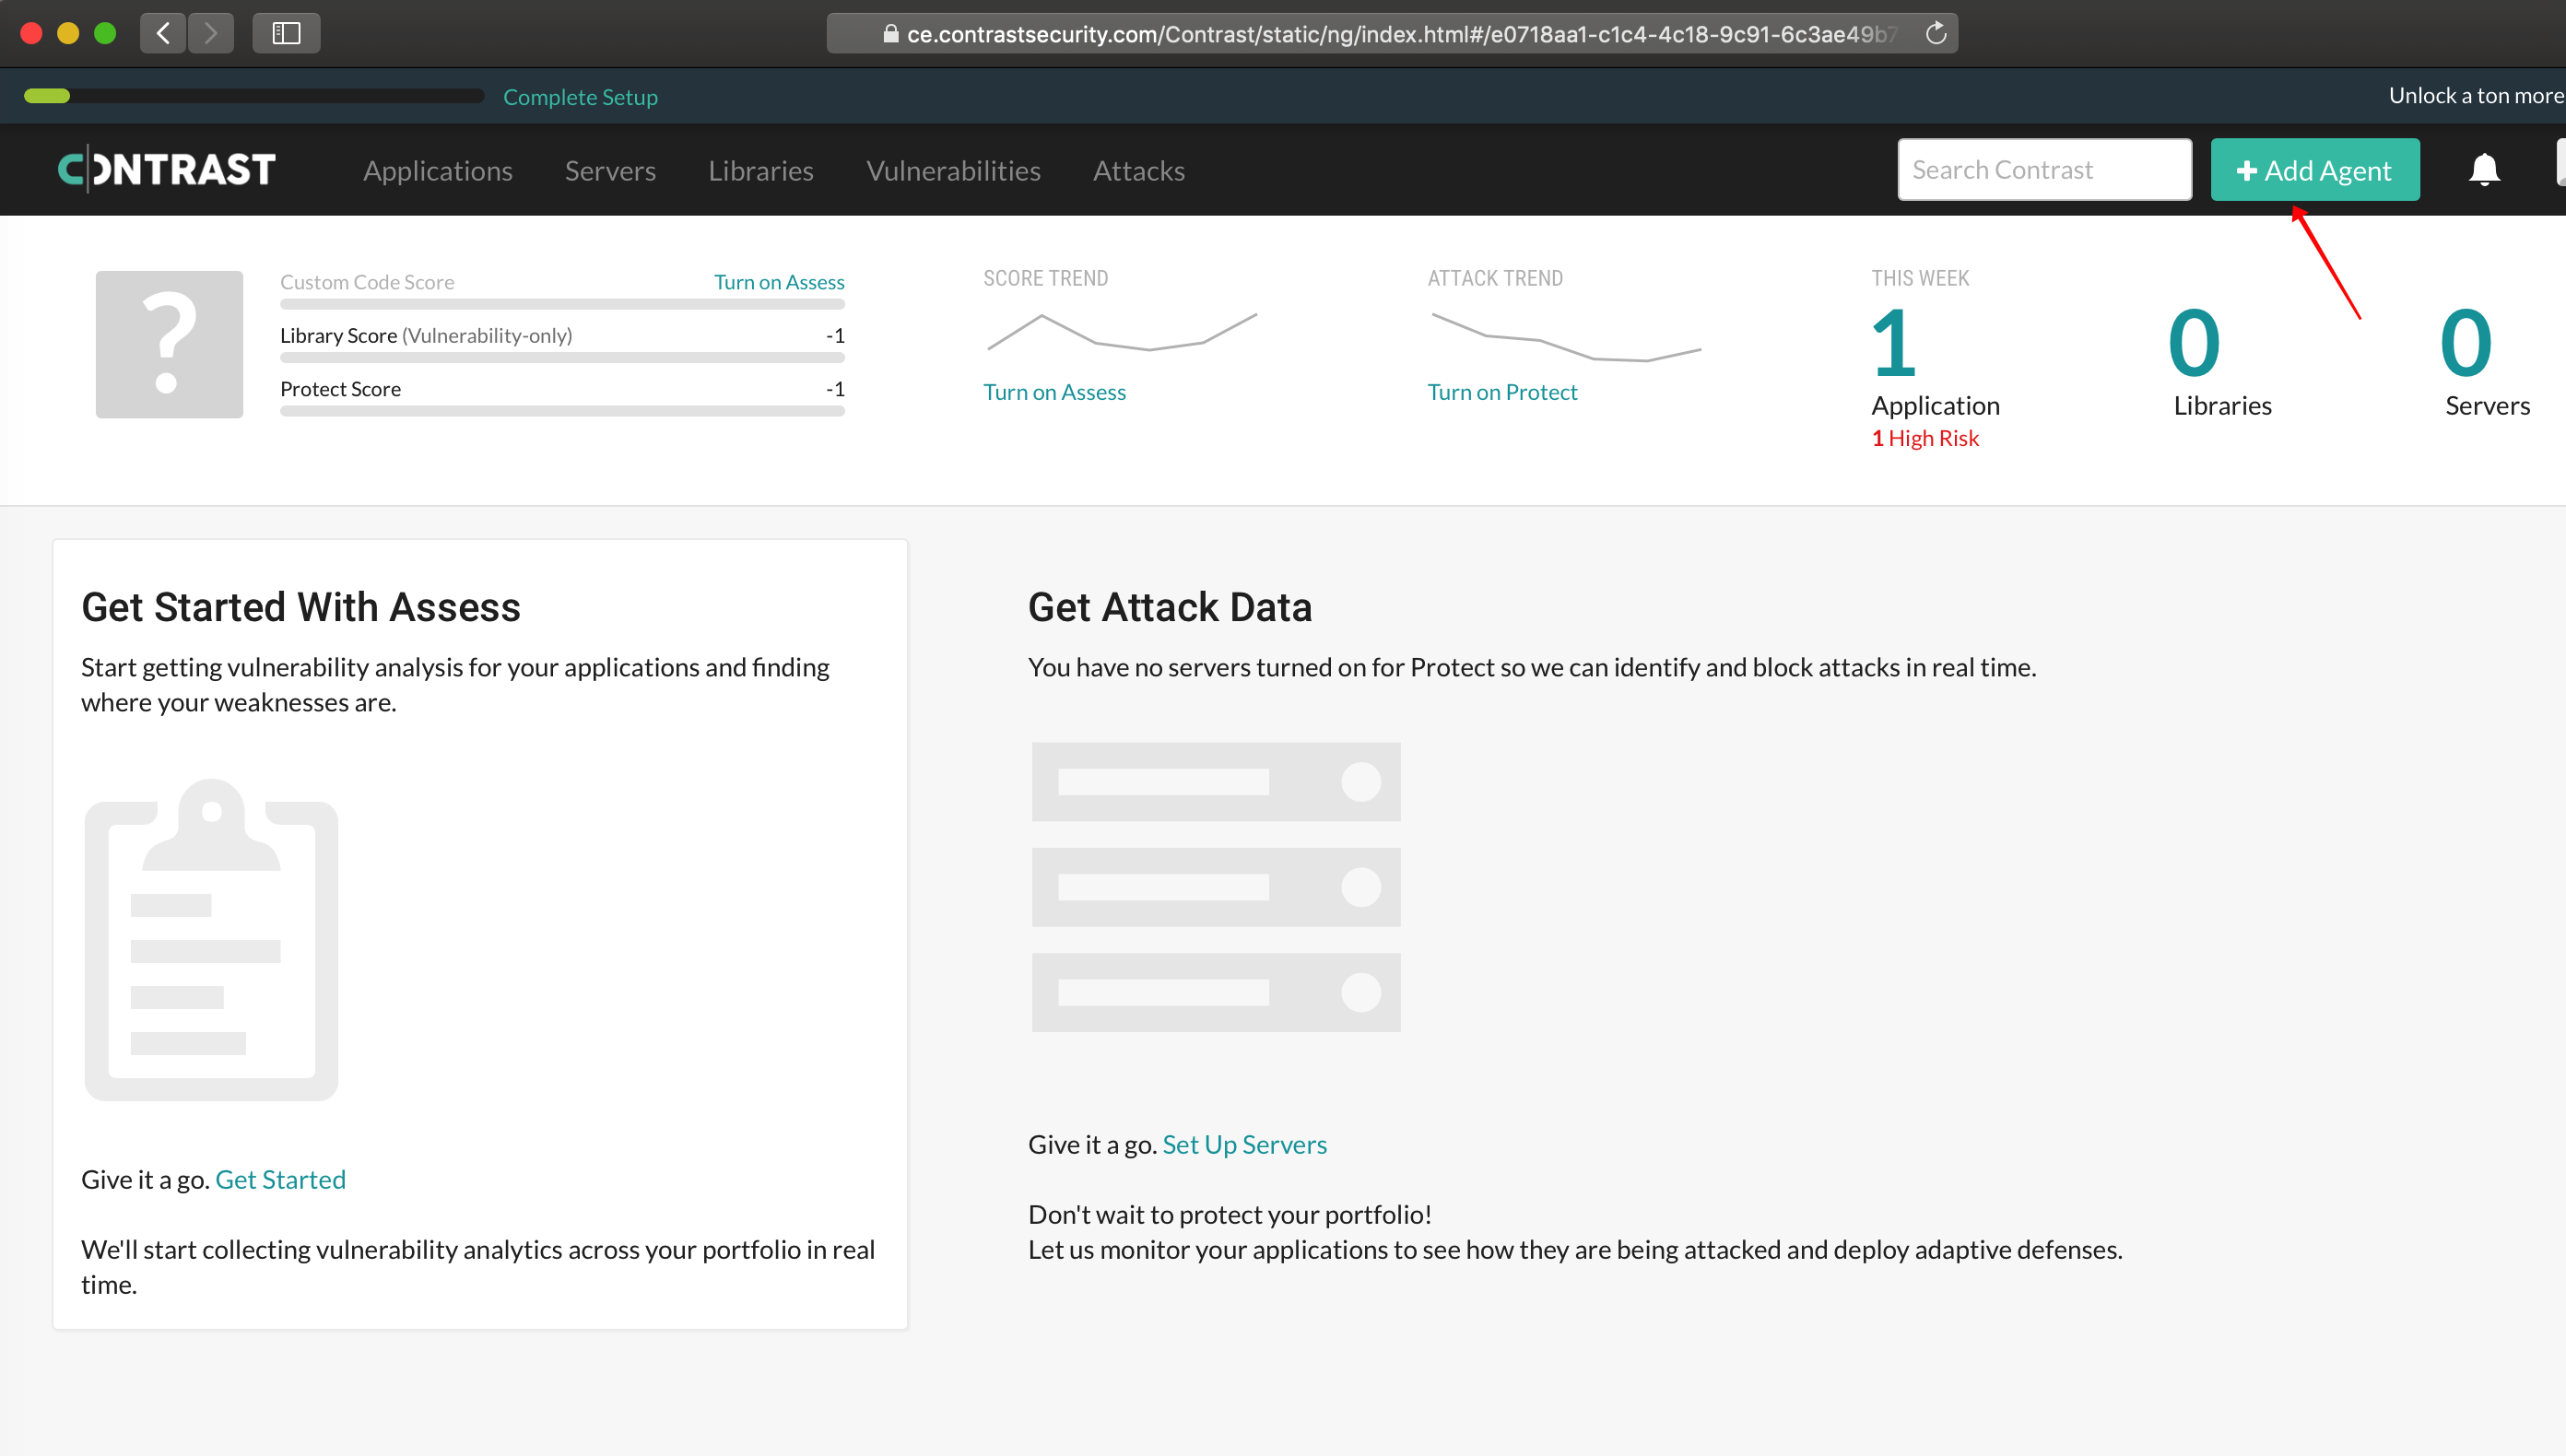 ce.contrastsecurity.com/Contrast/static/ng/index.html#/e0718aa1-c1c4-4c18-9c91-6c3ae49b7
Complete Setup
Unlock a ton more
CONTRAST
Applications
Servers
Libraries
Vulnerabilities
Attacks
Search Contrast
+ Add Agent
?
Custom Code Score
Turn on Assess
Library Score (Vulnerability-only)
-1
Protect Score
-1
SCORE TREND
Turn on Assess
ATTACK TREND
Turn on Protect
THIS WEEK
1
Application
1 High Risk
0
Libraries
0
Servers
Get Started With Assess
Start getting vulnerability analysis for your applications and finding
where your weaknesses are.
Give it a go. Get Started
We'll start collecting vulnerability analytics across your portfolio in real
time.
Get Attack Data
You have no servers turned on for Protect so we can identify and block attacks in real time.
Give it a go. Set Up Servers
Don't wait to protect your portfolio!
Let us monitor your applications to see how they are being attacked and deploy adaptive defenses.